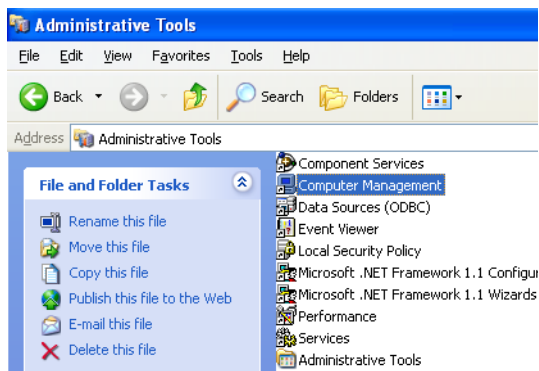 Administrative Tools
File Edit View Favorites Tools Help
Back Search Folders
Address Administrative Tools
File and Folder Tasks
Rename this file
Move this file
Copy this file
Publish this file to the Web
E-mail this file
Delete this file
Component Services
Computer Management
Data Sources (ODBC)
Event Viewer
Local Security Policy
Microsoft .NET Framework 1.1 Configur
Microsoft .NET Framework 1.1 Wizards
Performance
Services
Administrative Tools